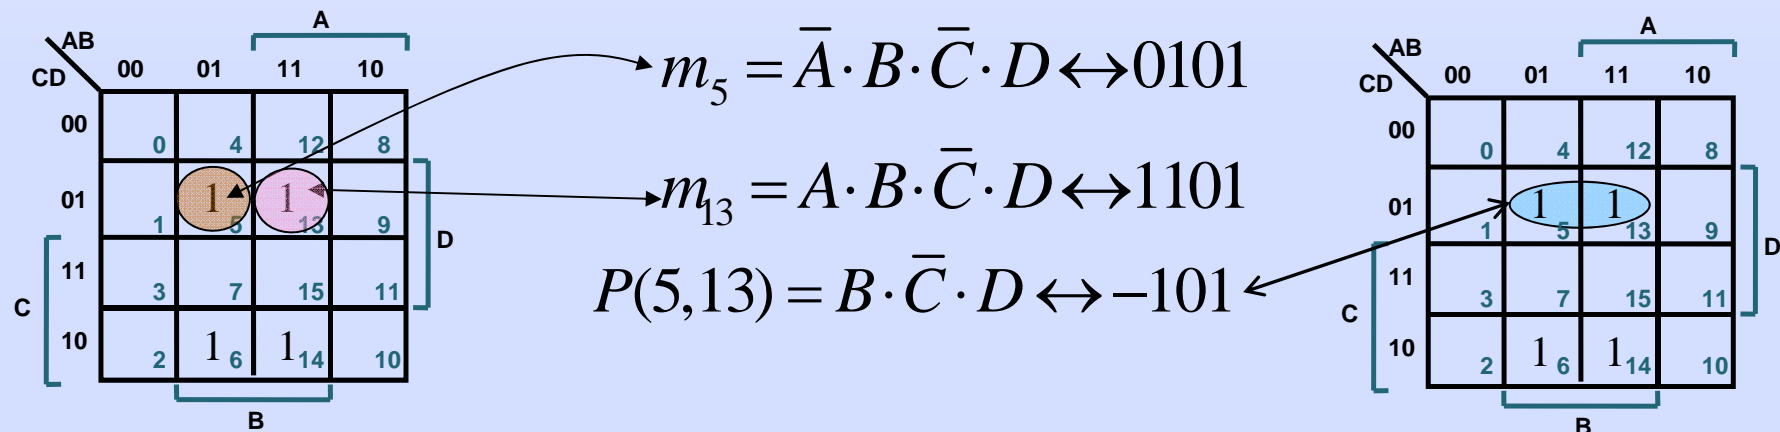 A
AB
CD
00 01 11 10
00
0 4 12 8
01
1 1
1 5 13 9
D
11
3 7 15 11
C
10
1 1
2 6 14 10
B
m₅ = A̅·B·C̅·D↔0101
m₁₃ = A·B·C̅·D↔1101
P(5,13) = B·C̅·D↔−101
A
AB
CD
00 01 11 10
00
0 4 12 8
01
1 1
1 5 13 9
D
11
3 7 15 11
C
10
1 1
2 6 14 10
B